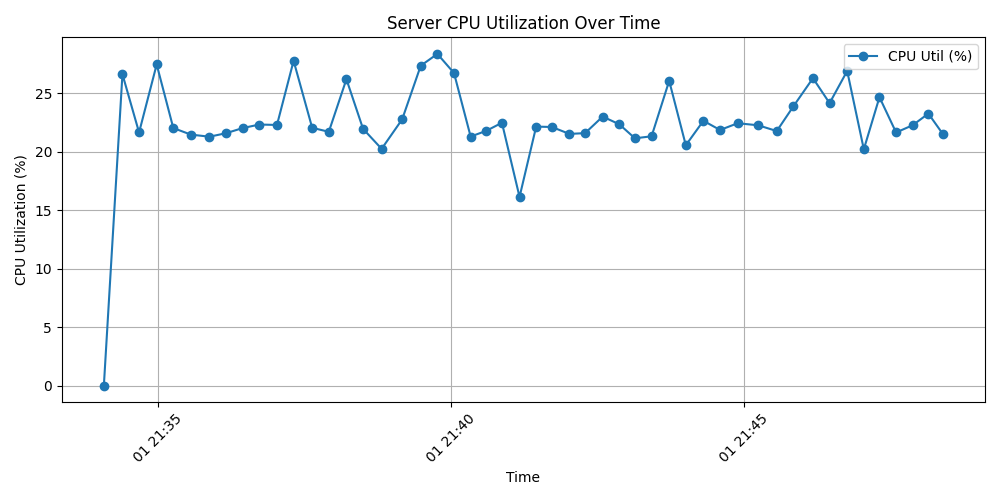 Server CPU Utilization Over Time
CPU Util (%)
CPU Utilization (%)
25
20
15
10
5
0
01 21:35
01 21:40
01 21:45
Time